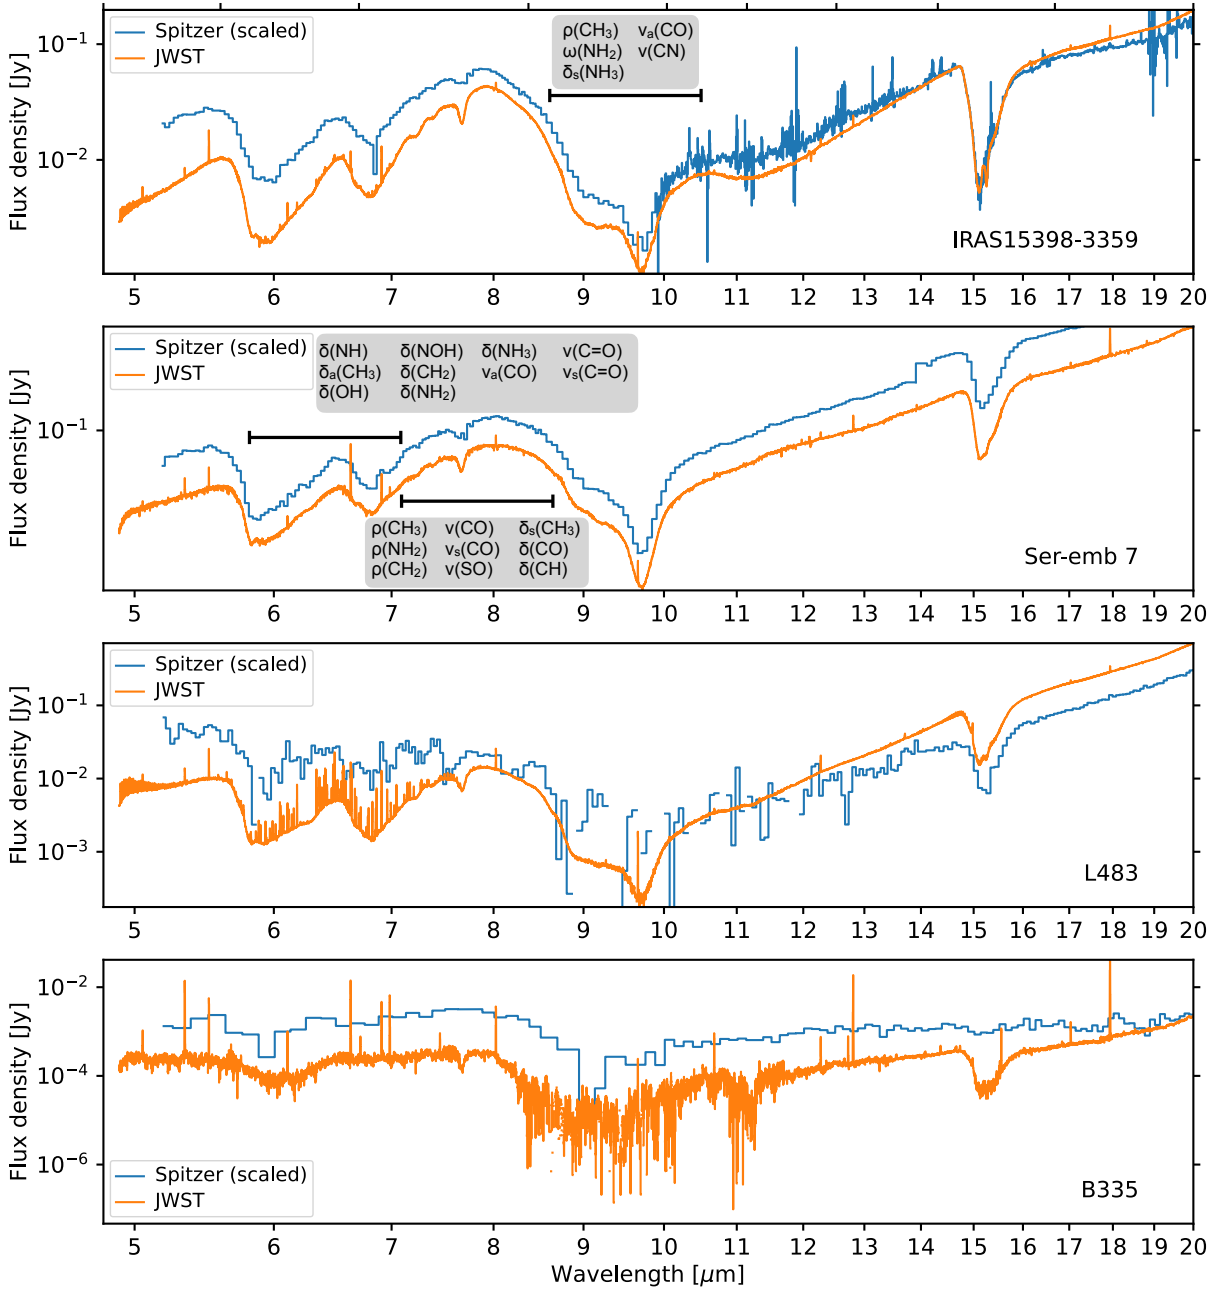 Spitzer (scaled)
JWST
ρ(CH₃) νₐ(CO)
ω(NH₂) ν(CN)
δₛ(NH₃)
10⁻¹
10⁻²
Flux density [Jy]
IRAS15398-3359
5 6 7 8 9 10 11 12 13 14 15 16 17 18 19 20
Spitzer (scaled)
JWST
δ(NH) δ(NOH) δ(NH₃) ν(C=O)
δₐ(CH₃) δ(CH₂) νₐ(CO) νₛ(C=O)
δ(OH) δ(NH₂)
10⁻¹
Flux density [Jy]
ρ(CH₃) ν(CO) δₛ(CH₃)
ρ(NH₂) νₛ(CO) δ(CO)
ρ(CH₂) ν(SO) δ(CH)
Ser-emb 7
5 6 7 8 9 10 11 12 13 14 15 16 17 18 19 20
Spitzer (scaled)
JWST
10⁻¹
10⁻²
10⁻³
Flux density [Jy]
L483
5 6 7 8 9 10 11 12 13 14 15 16 17 18 19 20
10⁻²
10⁻⁴
10⁻⁶
Flux density [Jy]
Spitzer (scaled)
JWST
B335
5 6 7 8 9 10 11 12 13 14 15 16 17 18 19 20
Wavelength [μm]